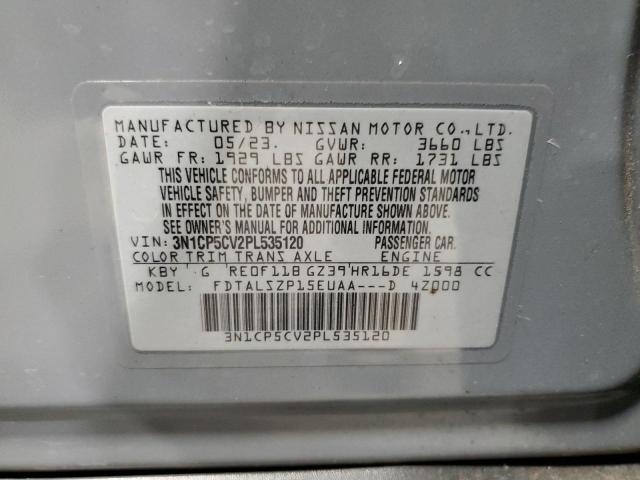 MANUFACTURED BY NISSAN MOTOR CO.,LTD.
DATE: 05/23. GVWR: 3660 LBS
GAWR FR: 1929 LBS GAWR RR: 1731 LBS
THIS VEHICLE CONFORMS TO ALL APPLICABLE FEDERAL MOTOR
VEHICLE SAFETY, BUMPER AND THEFT PREVENTION STANDARDS
IN EFFECT ON THE DATE OF MANUFACTURE SHOWN ABOVE.
SEE OWNER'S MANUAL FOR ADDITIONAL INFORMATION.
VIN: 3N1CP5CV2PL535120 PASSENGER CAR.
COLOR TRIM TRANS AXLE ENGINE
KBY G RE0F11B GZ39 HR16DE 1598 CC
MODEL: FDTALSZP15EUAA---D 4Z000
3N1CP5CV2PL535120